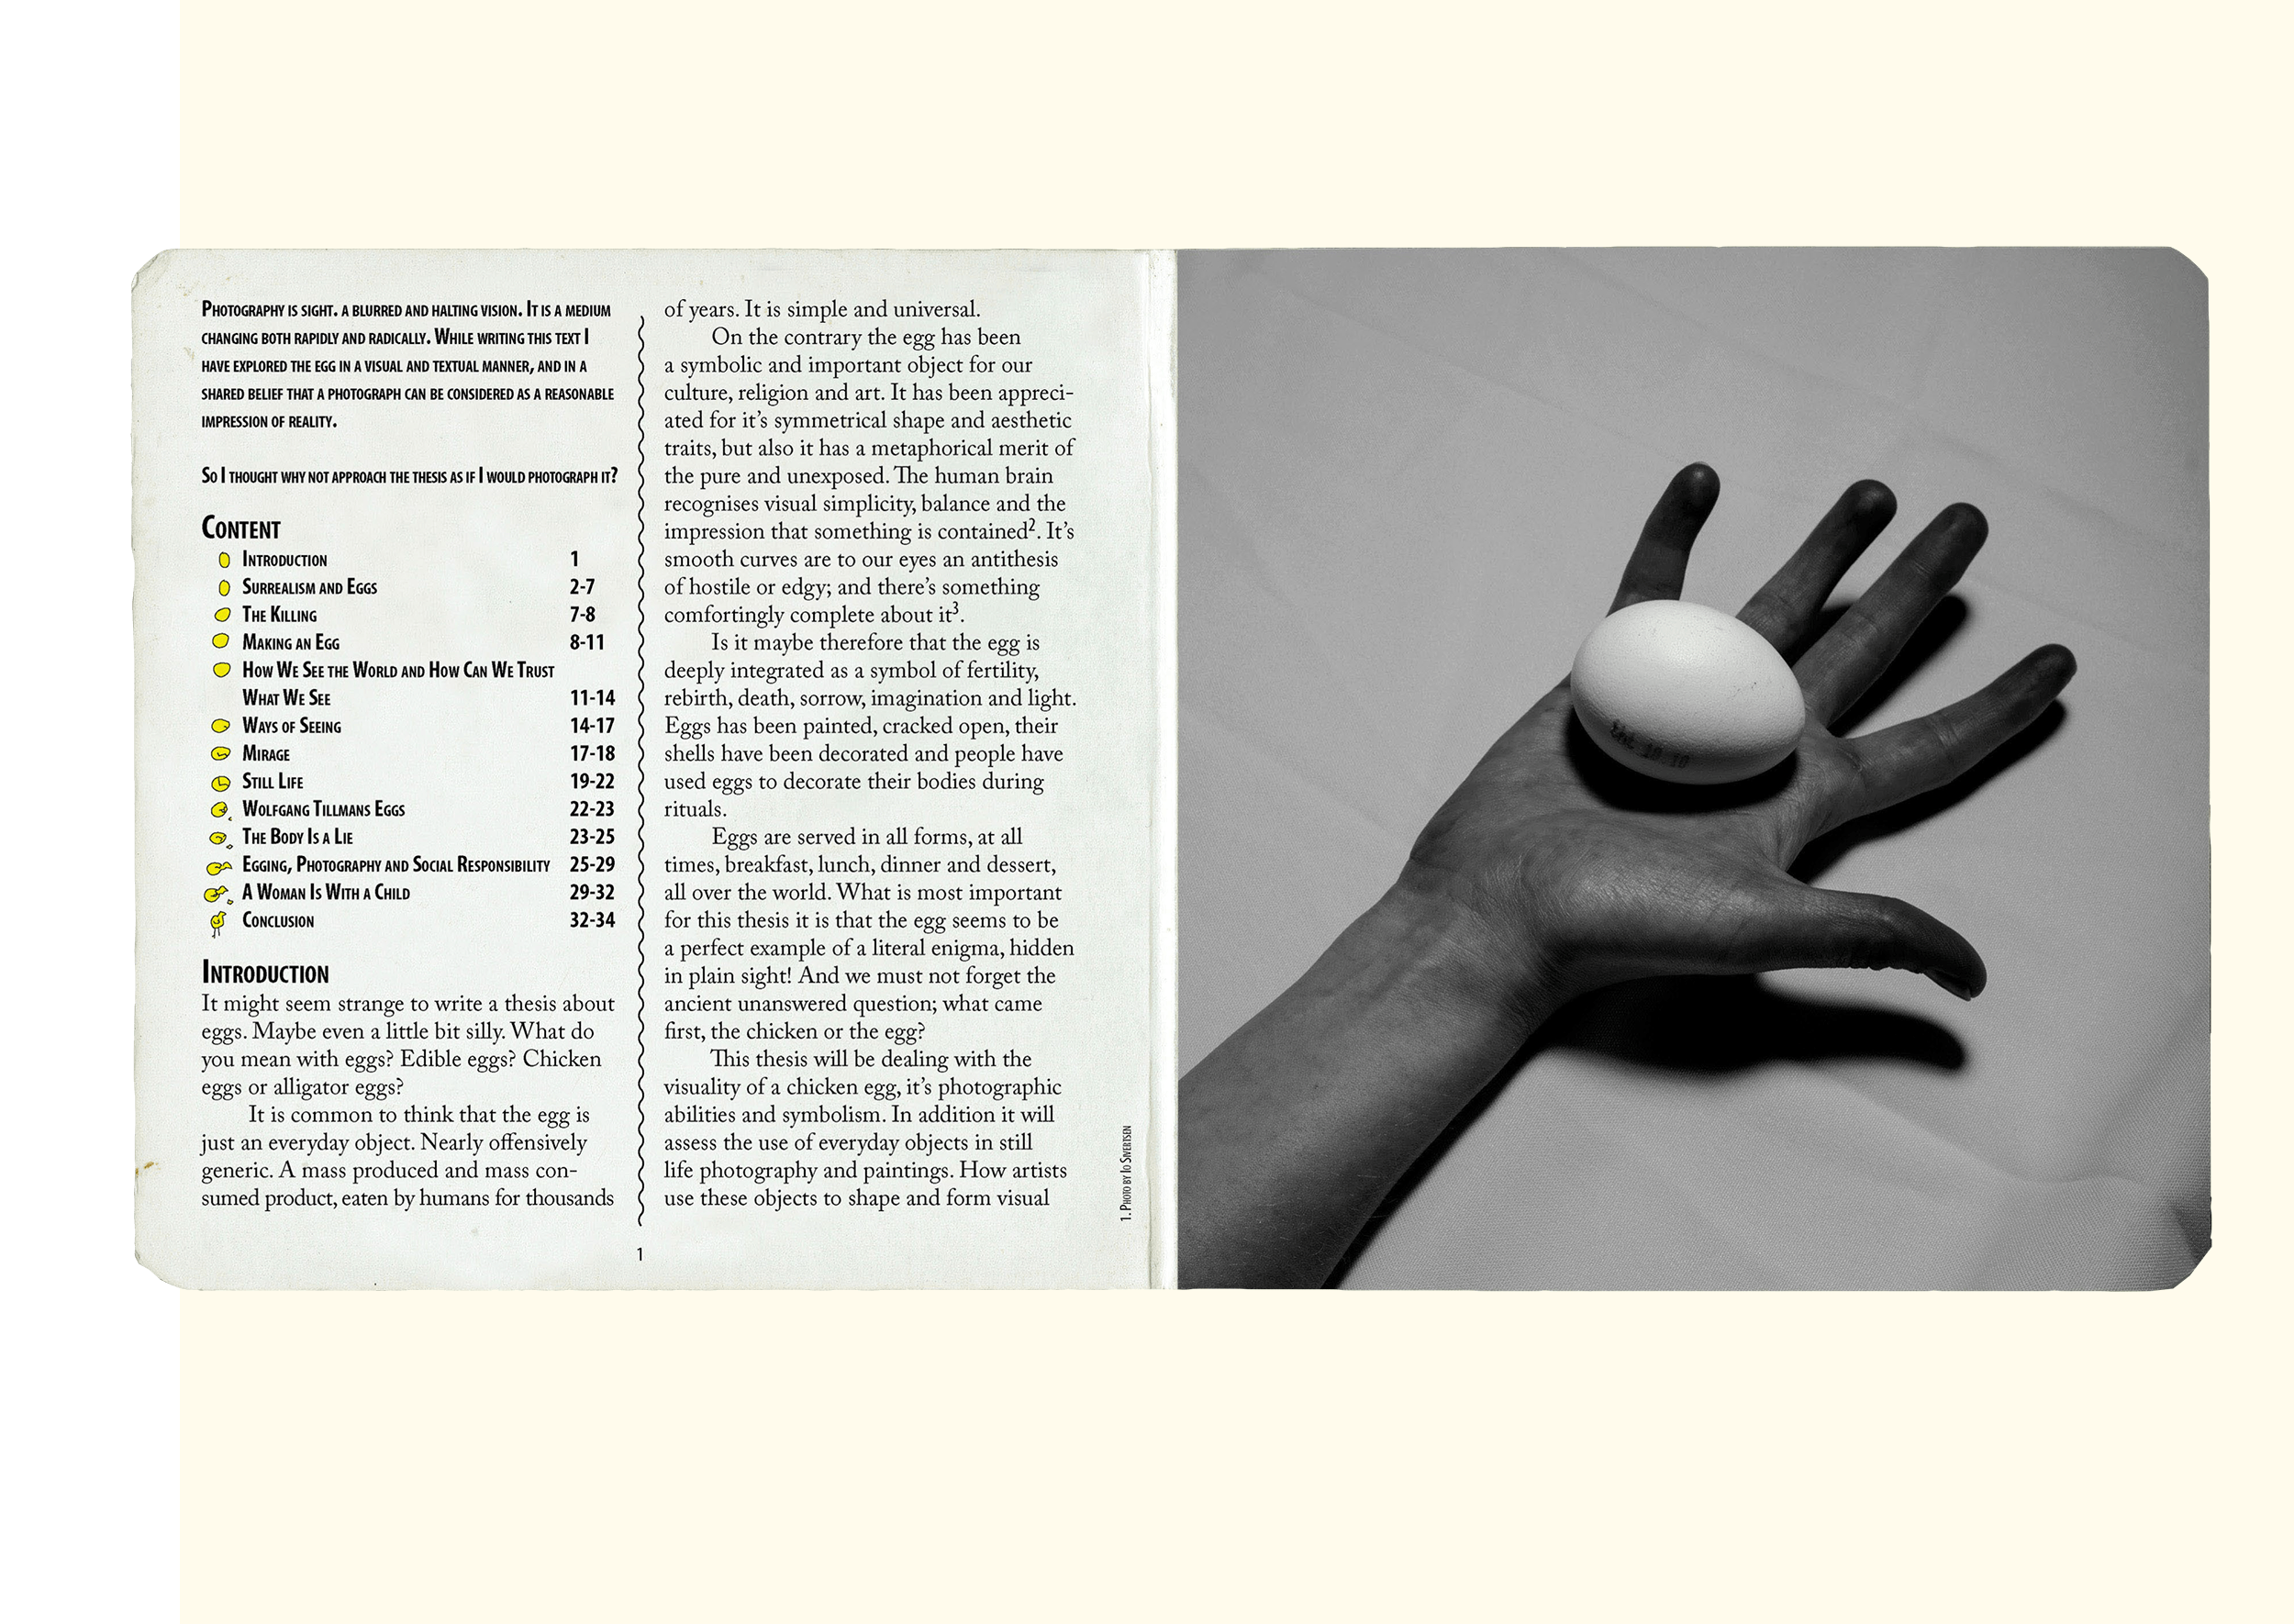 Photography is sight. a blurred and halting vision. It is a medium
changing both rapidly and radically. While writing this text I
have explored the egg in a visual and textual manner, and in a
shared belief that a photograph can be considered as a reasonable
impression of reality.
So I thought why not approach the thesis as if I would photograph it?
Content
Introduction 1
Surrealism and Eggs 2-7
The Killing 7-8
Making an Egg 8-11
How We See the World and How Can We Trust
What We See 11-14
Ways of Seeing 14-17
Mirage 17-18
Still Life 19-22
Wolfgang Tillmans Eggs 22-23
The Body Is a Lie 23-25
Egging, Photography and Social Responsibility 25-29
A Woman Is With a Child 29-32
Conclusion 32-34
Introduction
It might seem strange to write a thesis about
eggs. Maybe even a little bit silly. What do
you mean with eggs? Edible eggs? Chicken
eggs or alligator eggs?
It is common to think that the egg is
just an everyday object. Nearly offensively
generic. A mass produced and mass con-
sumed product, eaten by humans for thousands
of years. It is simple and universal.
On the contrary the egg has been
a symbolic and important object for our
culture, religion and art. It has been appreci-
ated for it's symmetrical shape and aesthetic
traits, but also it has a metaphorical merit of
the pure and unexposed. The human brain
recognises visual simplicity, balance and the
impression that something is contained². It's
smooth curves are to our eyes an antithesis
of hostile or edgy; and there's something
comfortingly complete about it³.
Is it maybe therefore that the egg is
deeply integrated as a symbol of fertility,
rebirth, death, sorrow, imagination and light.
Eggs has been painted, cracked open, their
shells have been decorated and people have
used eggs to decorate their bodies during
rituals.
Eggs are served in all forms, at all
times, breakfast, lunch, dinner and dessert,
all over the world. What is most important
for this thesis it is that the egg seems to be
a perfect example of a literal enigma, hidden
in plain sight! And we must not forget the
ancient unanswered question; what came
first, the chicken or the egg?
This thesis will be dealing with the
visuality of a chicken egg, it's photographic
abilities and symbolism. In addition it will
assess the use of everyday objects in still
life photography and paintings. How artists
use these objects to shape and form visual
1
1. Photo by Io Sivertsen
19.10